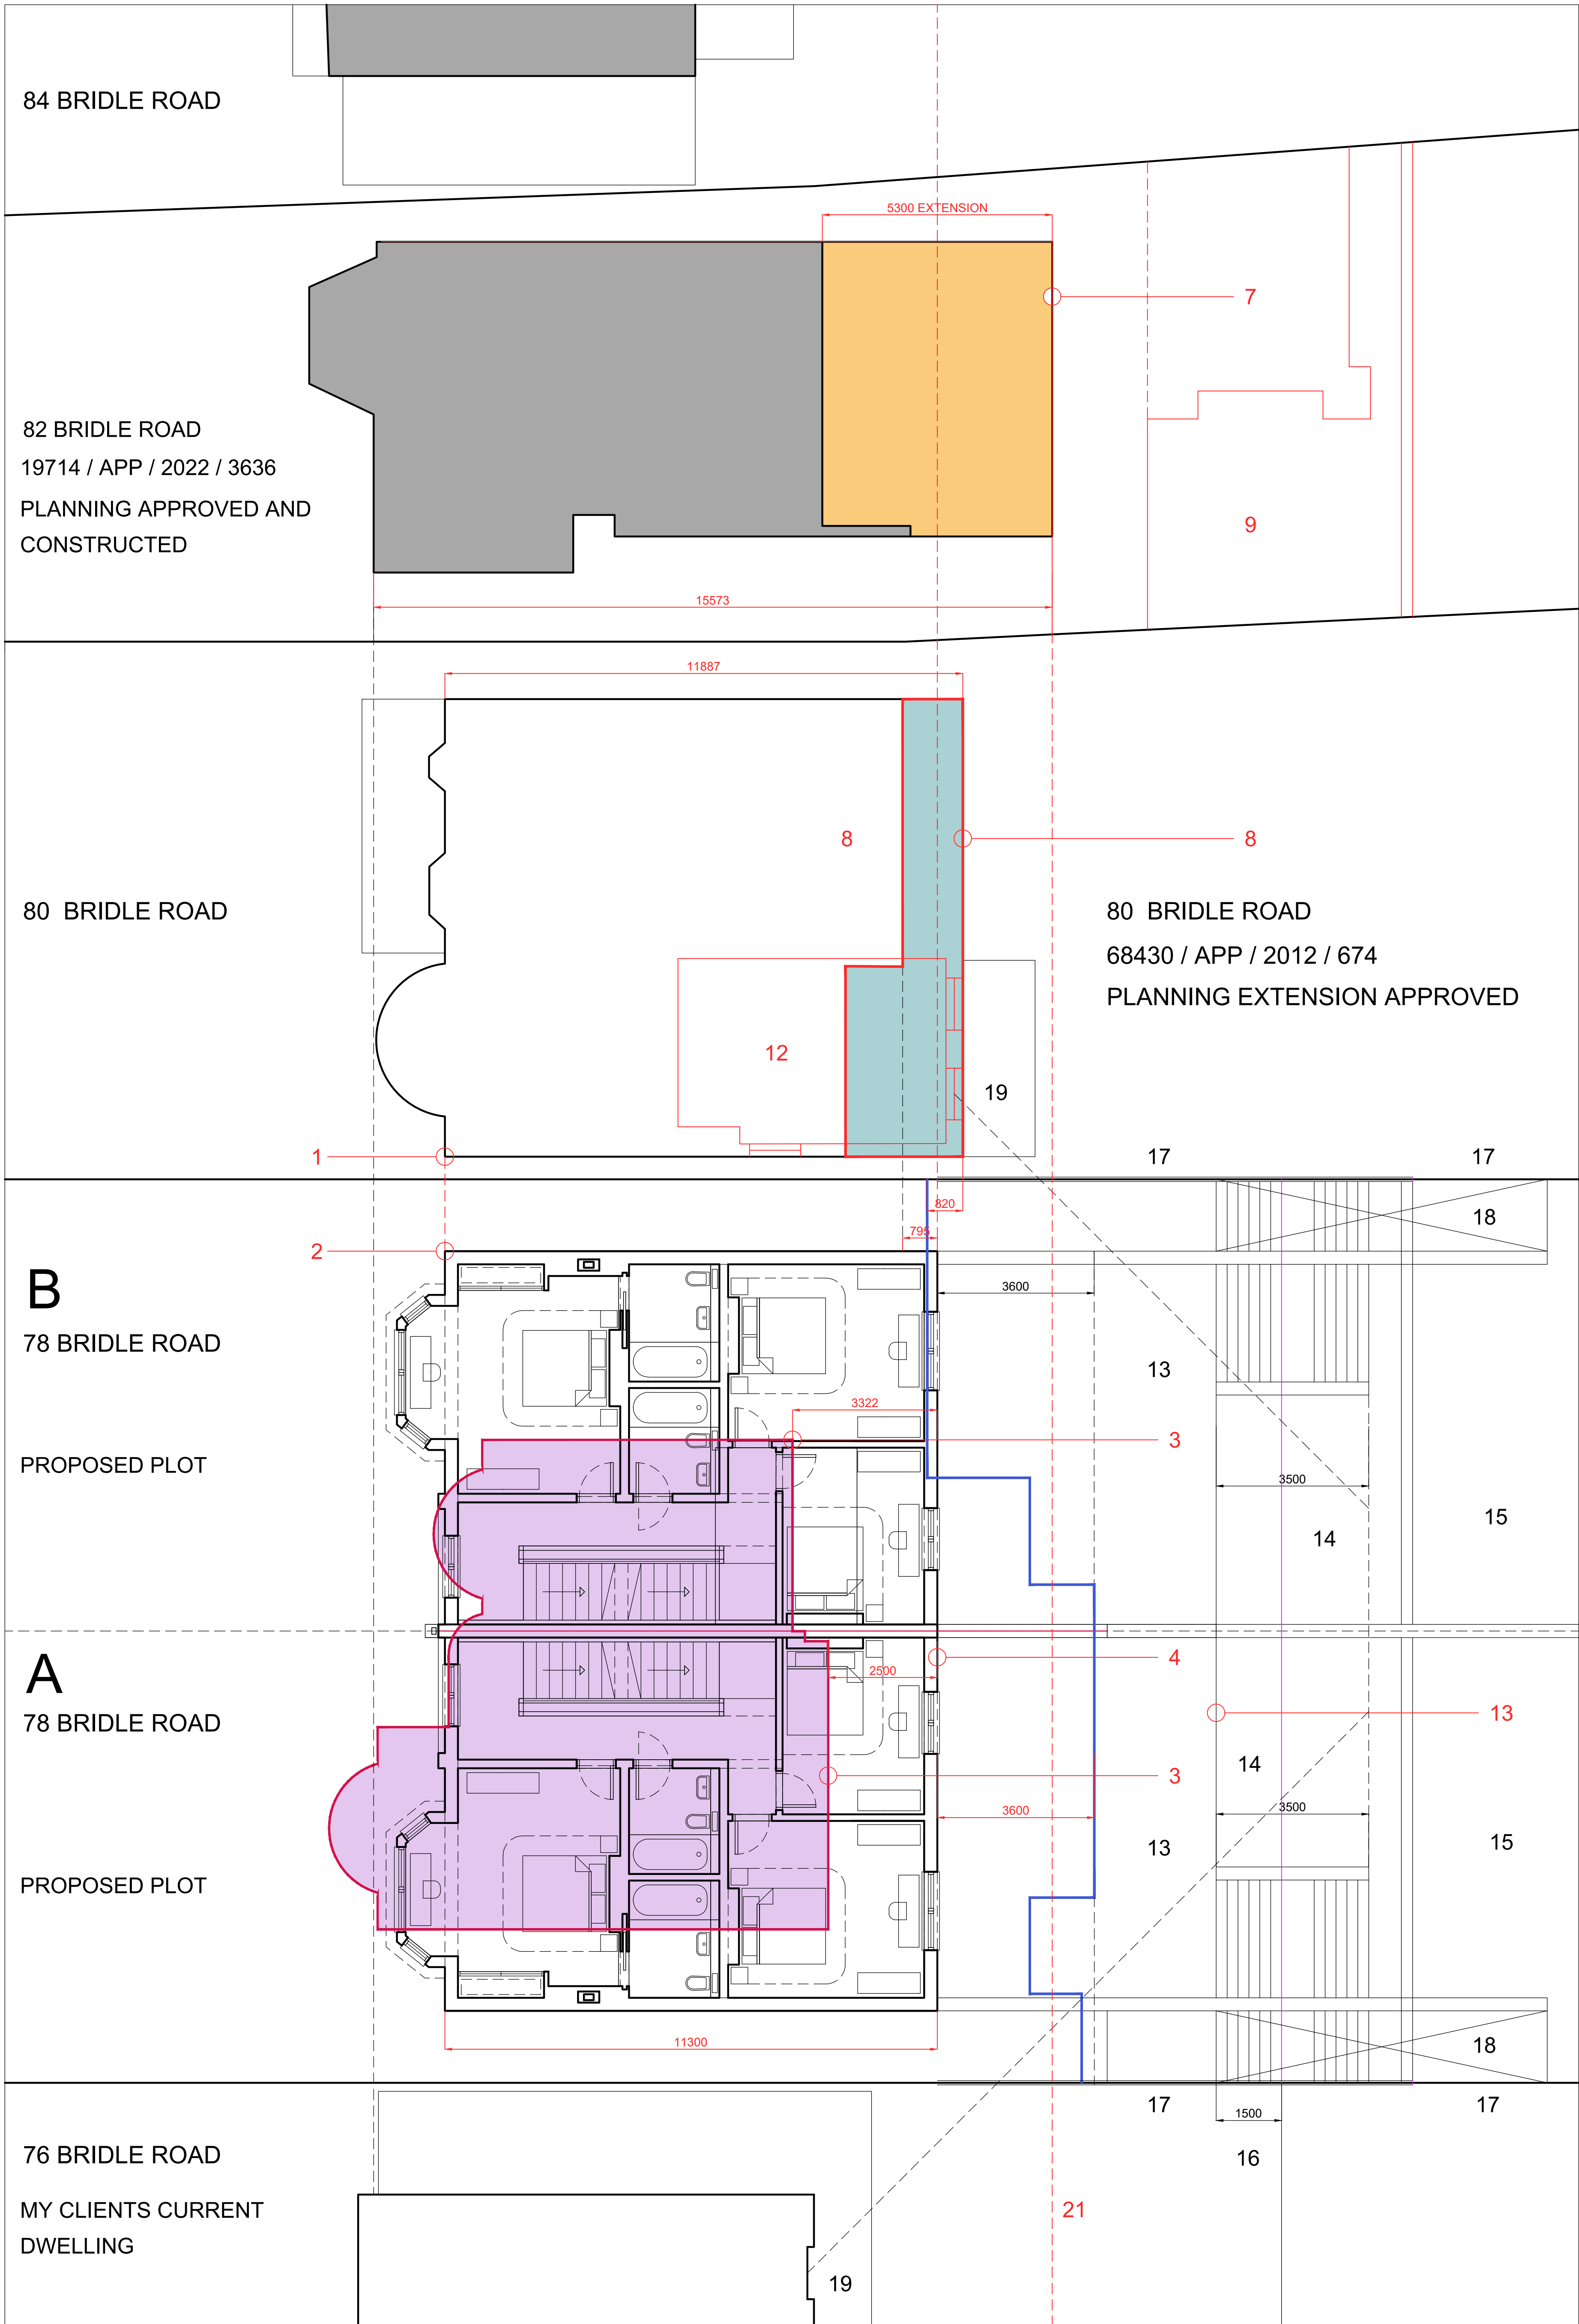 84 BRIDLE ROAD
5300 EXTENSION
7
82 BRIDLE ROAD
19714 / APP / 2022 / 3636
PLANNING APPROVED AND
CONSTRUCTED
9
15573
11887
8
8
80 BRIDLE ROAD
80 BRIDLE ROAD
68430 / APP / 2012 / 674
PLANNING EXTENSION APPROVED
12
19
1
17
17
820
18
795
2
B
3600
78 BRIDLE ROAD
13
3322
3
PROPOSED PLOT
3500
15
14
A
4
2500
78 BRIDLE ROAD
13
14
3
3500
3600
13
15
PROPOSED PLOT
11300
18
17
17
1500
76 BRIDLE ROAD
16
MY CLIENTS CURRENT
DWELLING
21
19